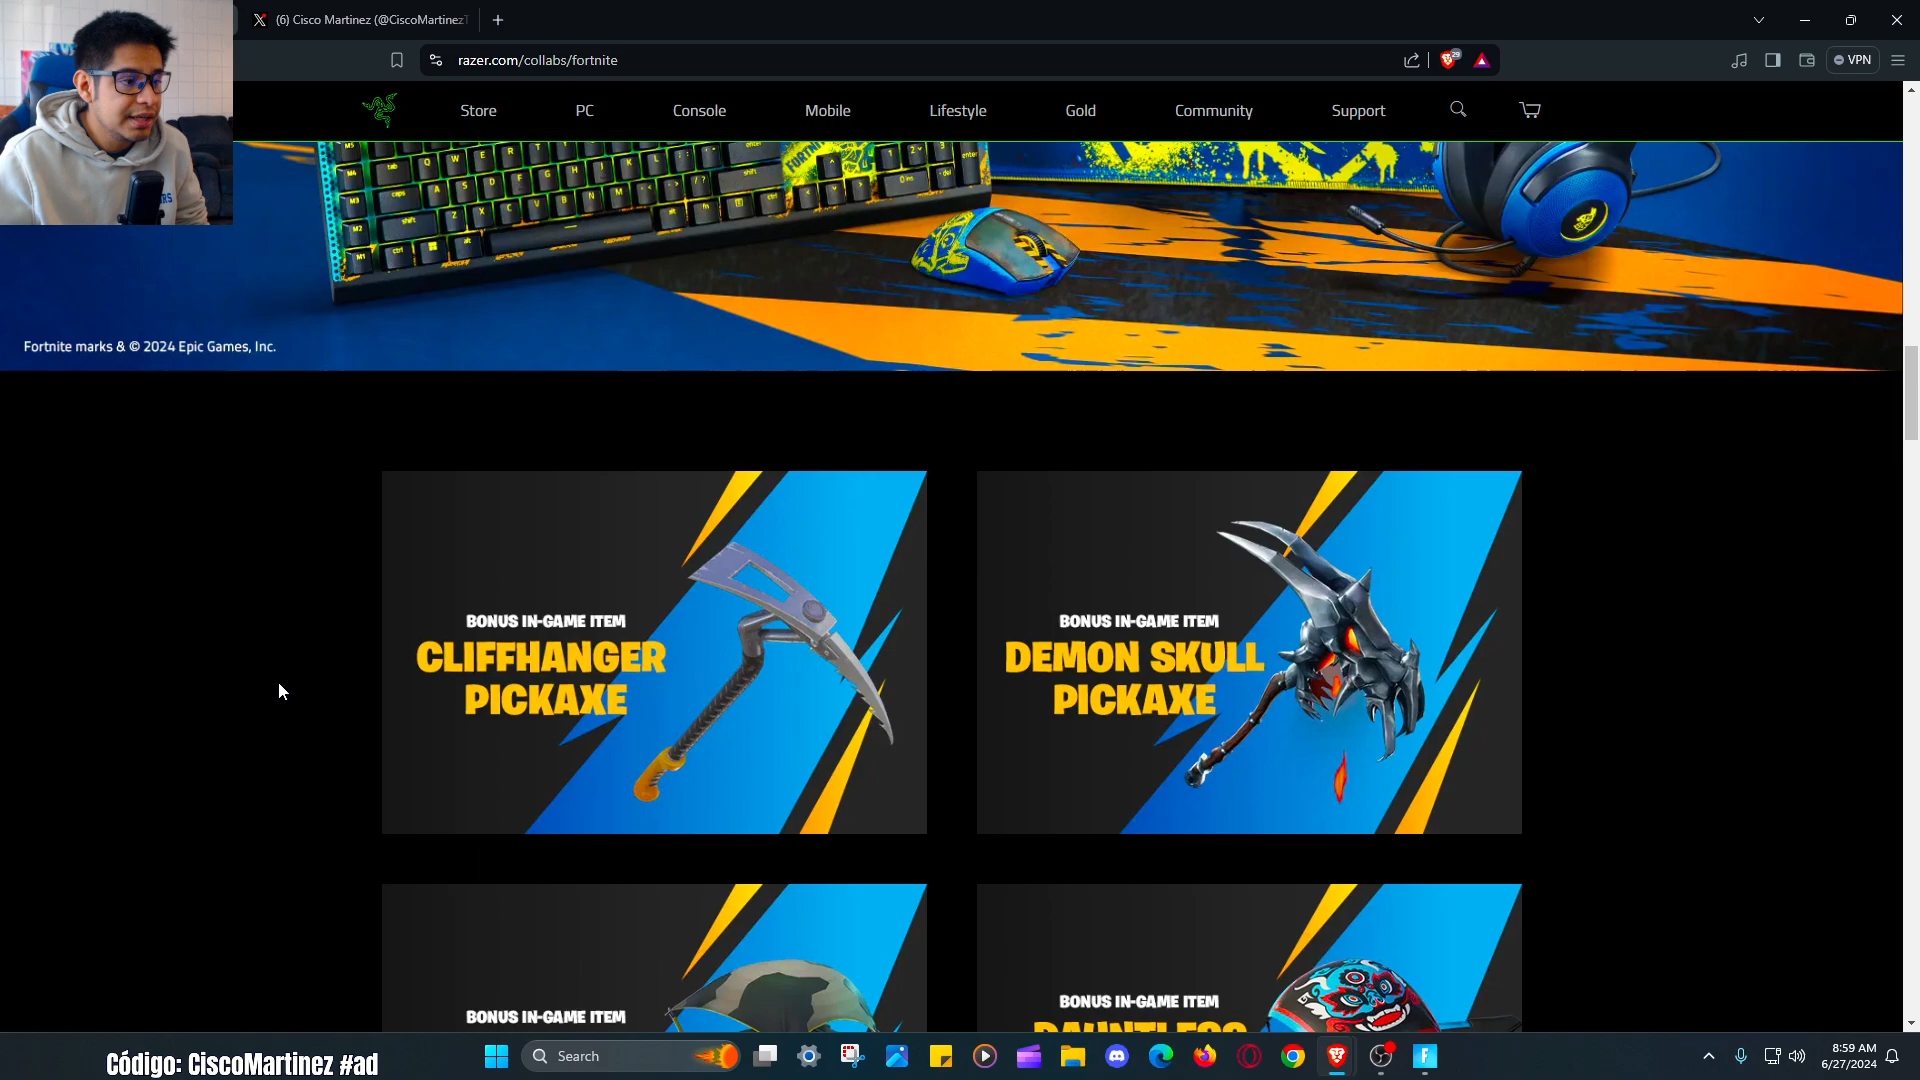 (6) Cisco Martinez (@CiscoMartinezT
razer.com/collabs/fortnite
29
VPN
Store
PC
Console
Mobile
Lifestyle
Gold
Community
Support
Fortnite marks & © 2024 Epic Games, Inc.
BONUS IN-GAME ITEM
CLIFFHANGER
PICKAXE
BONUS IN-GAME ITEM
DEMON SKULL
PICKAXE
BONUS IN-GAME ITEM
BONUS IN-GAME ITEM
DAUNTLESS
Código: CiscoMartinez #ad
Search
8:59 AM
6/27/2024